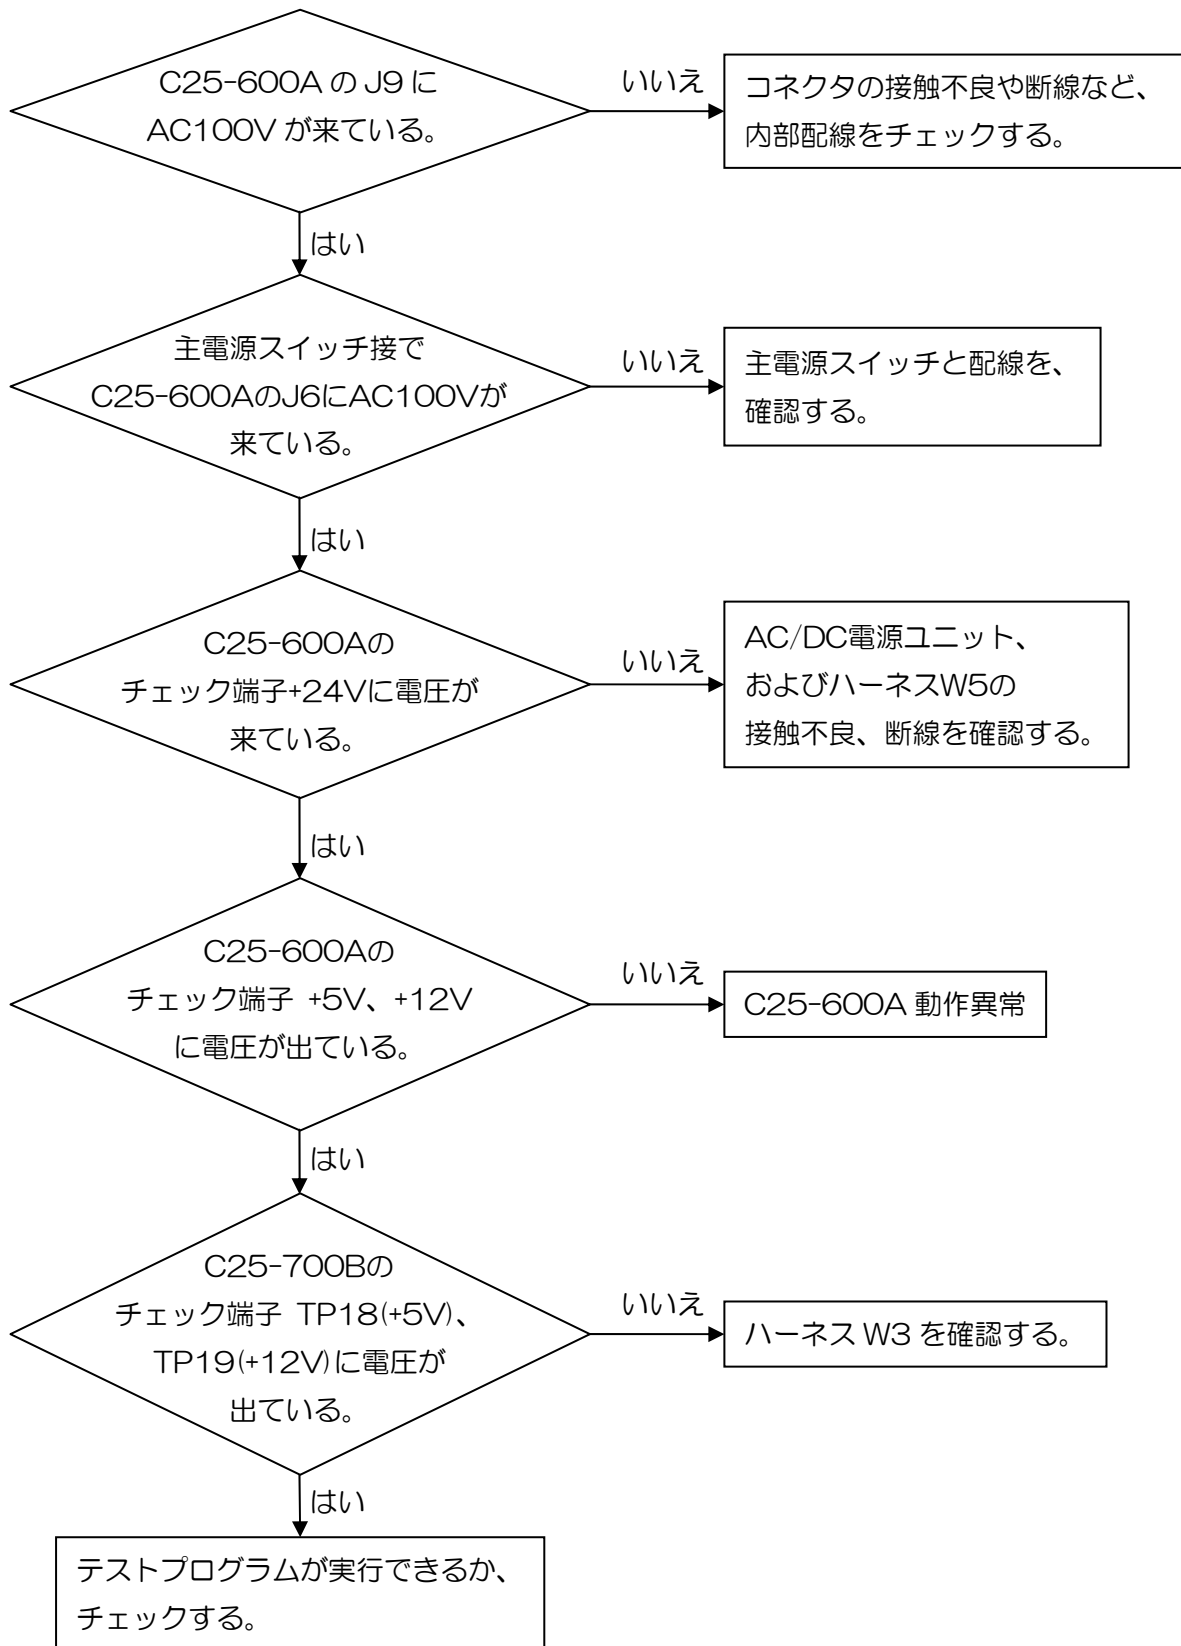 C25-600A の J9 に
AC100V が来ている。
いいえ
コネクタの接触不良や断線など、
内部配線をチェックする。
はい
主電源スイッチ接で
C25-600AのJ6にAC100Vが
来ている。
いいえ
主電源スイッチと配線を、
確認する。
はい
C25-600Aの
チェック端子+24Vに電圧が
来ている。
いいえ
AC/DC電源ユニット、
およびハーネスW5の
接触不良、断線を確認する。
はい
C25-600Aの
チェック端子 +5V、+12V
に電圧が出ている。
いいえ
C25-600A 動作異常
はい
C25-700Bの
チェック端子 TP18(+5V)、
TP19(+12V)に電圧が
出ている。
いいえ
ハーネス W3 を確認する。
はい
テストプログラムが実行できるか、
チェックする。